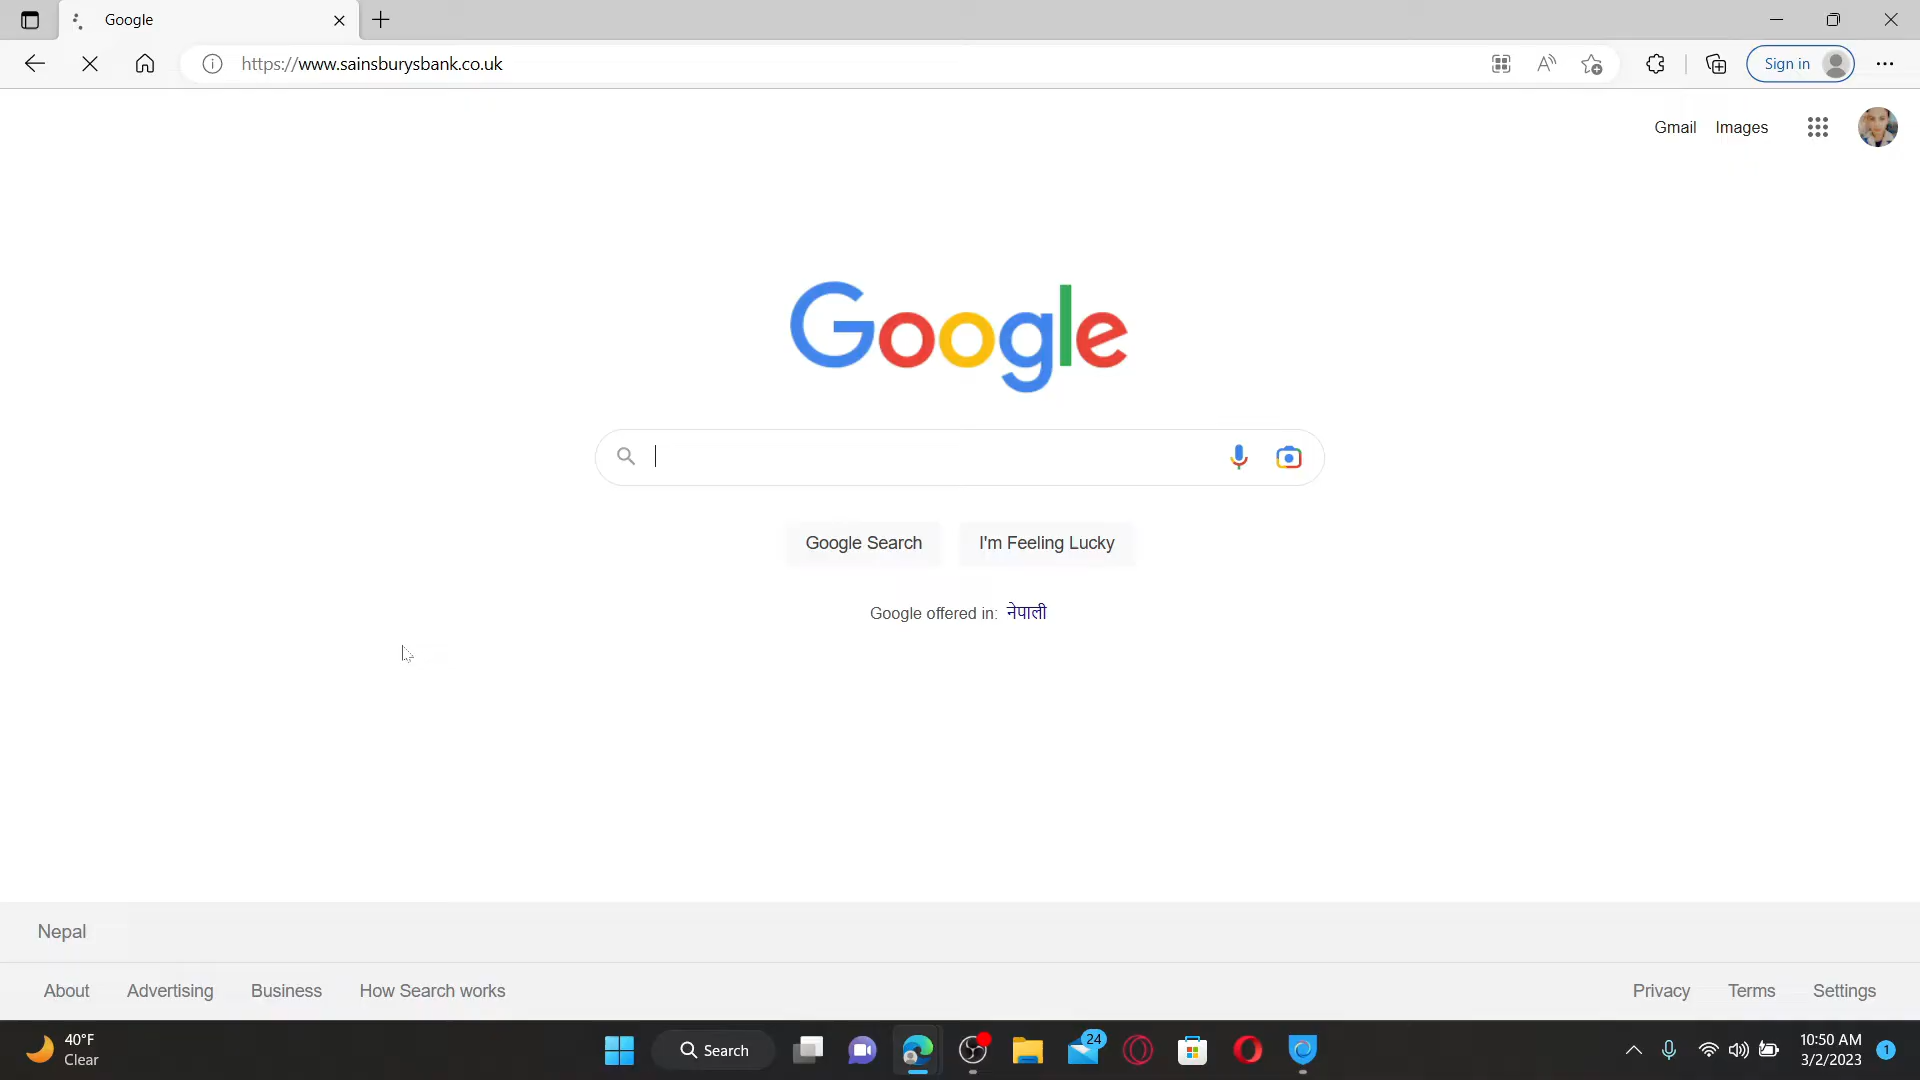 Google
https://www.sainsburysbank.co.uk
Sign in
Gmail Images
Google
Google Search I'm Feeling Lucky
Google offered in: नेपाली
Nepal
About Advertising Business How Search works Privacy Terms Settings
40°F
Clear
Search
24
10:50 AM
3/2/2023
1